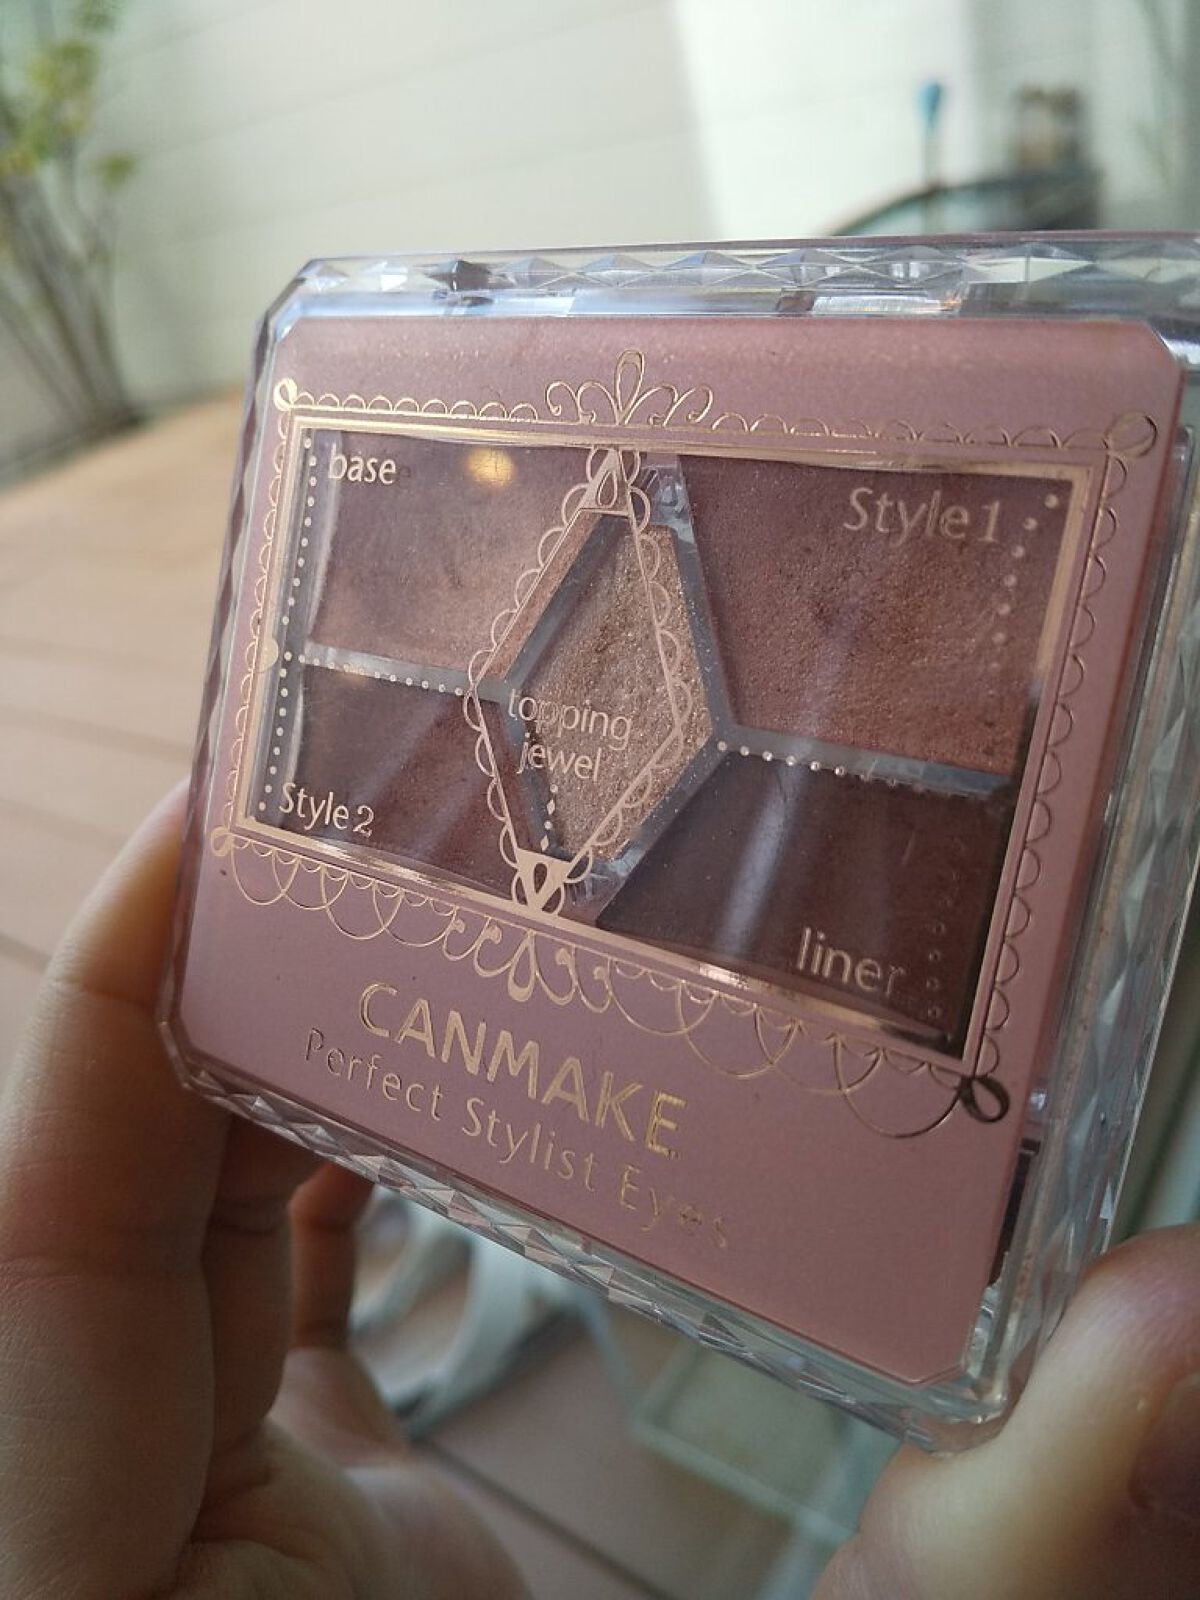 base
Style1
topping
jewel
Style2
liner
CANMAKE
Perfect Stylist Eyes